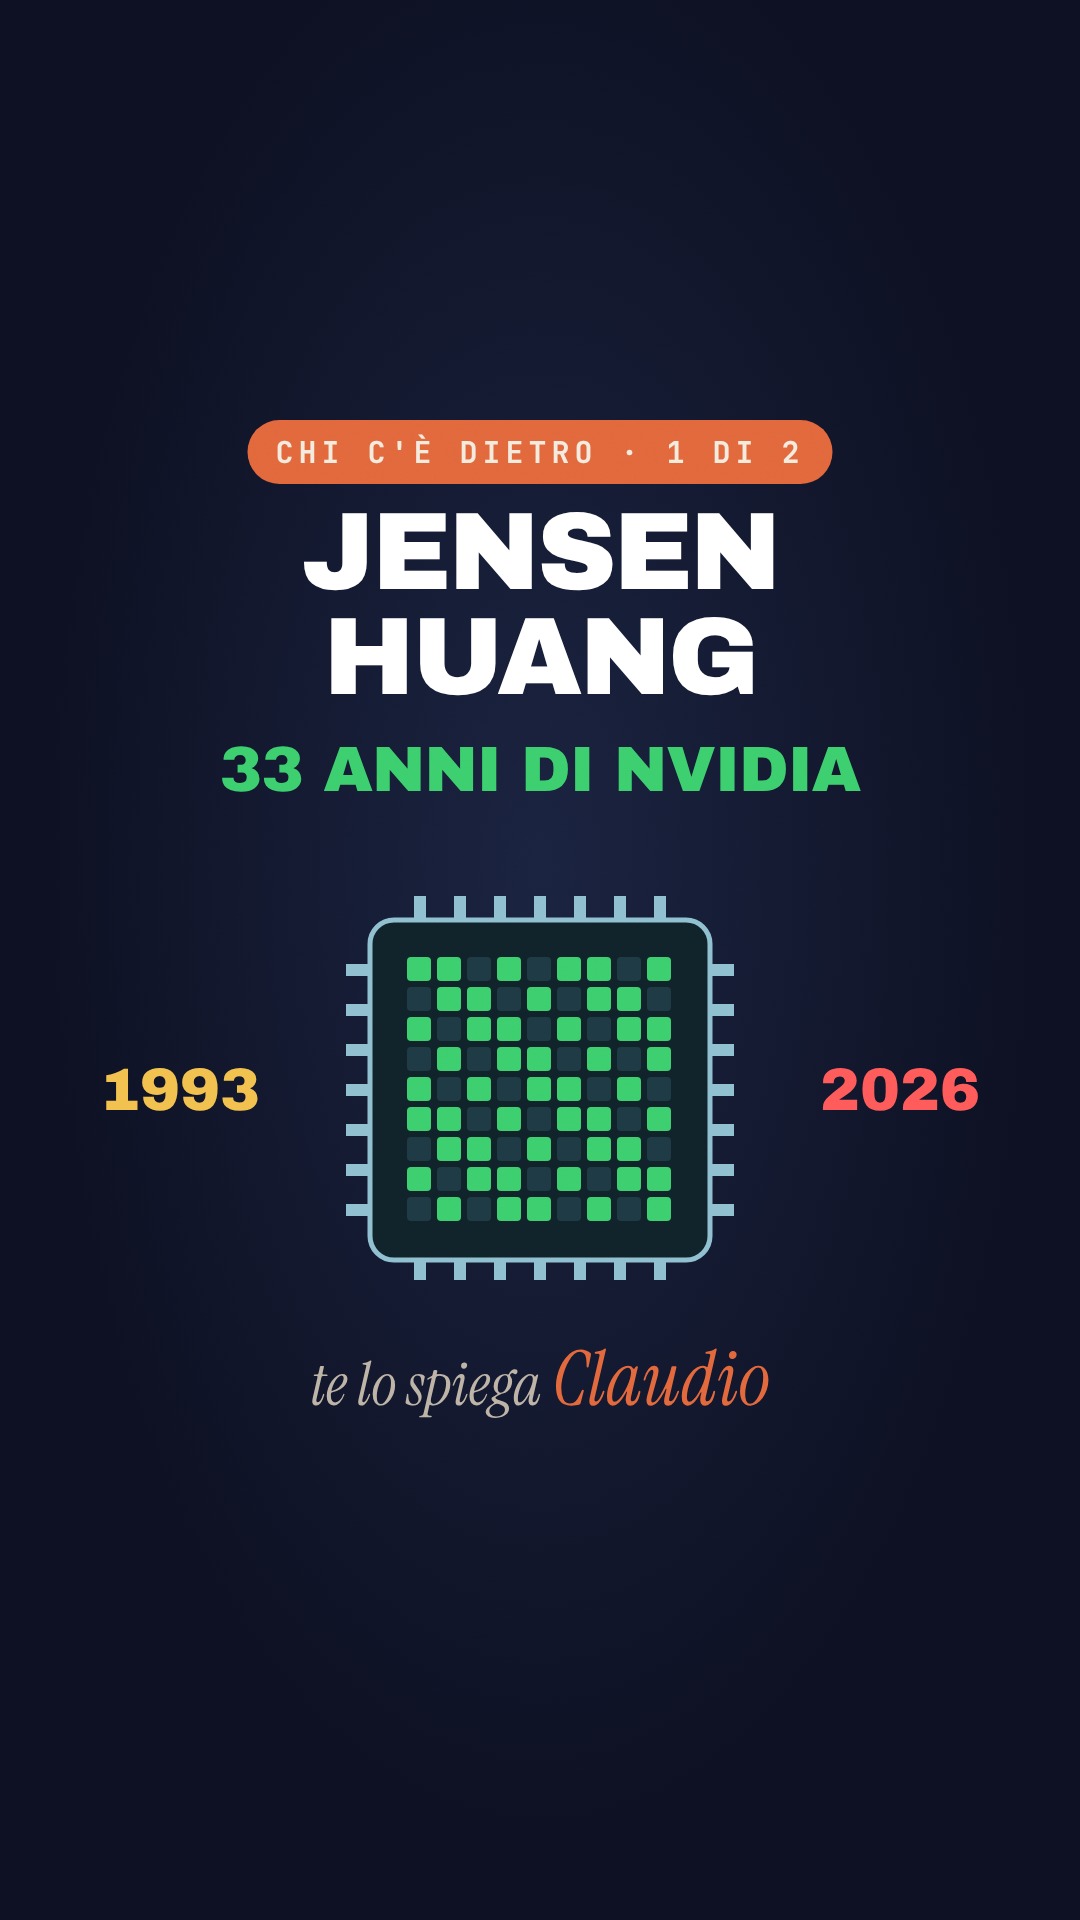 CHI C'È DIETRO · 1 DI 2
JENSEN
HUANG
33 ANNI DI NVIDIA
1993
2026
te lo spiega Claudio